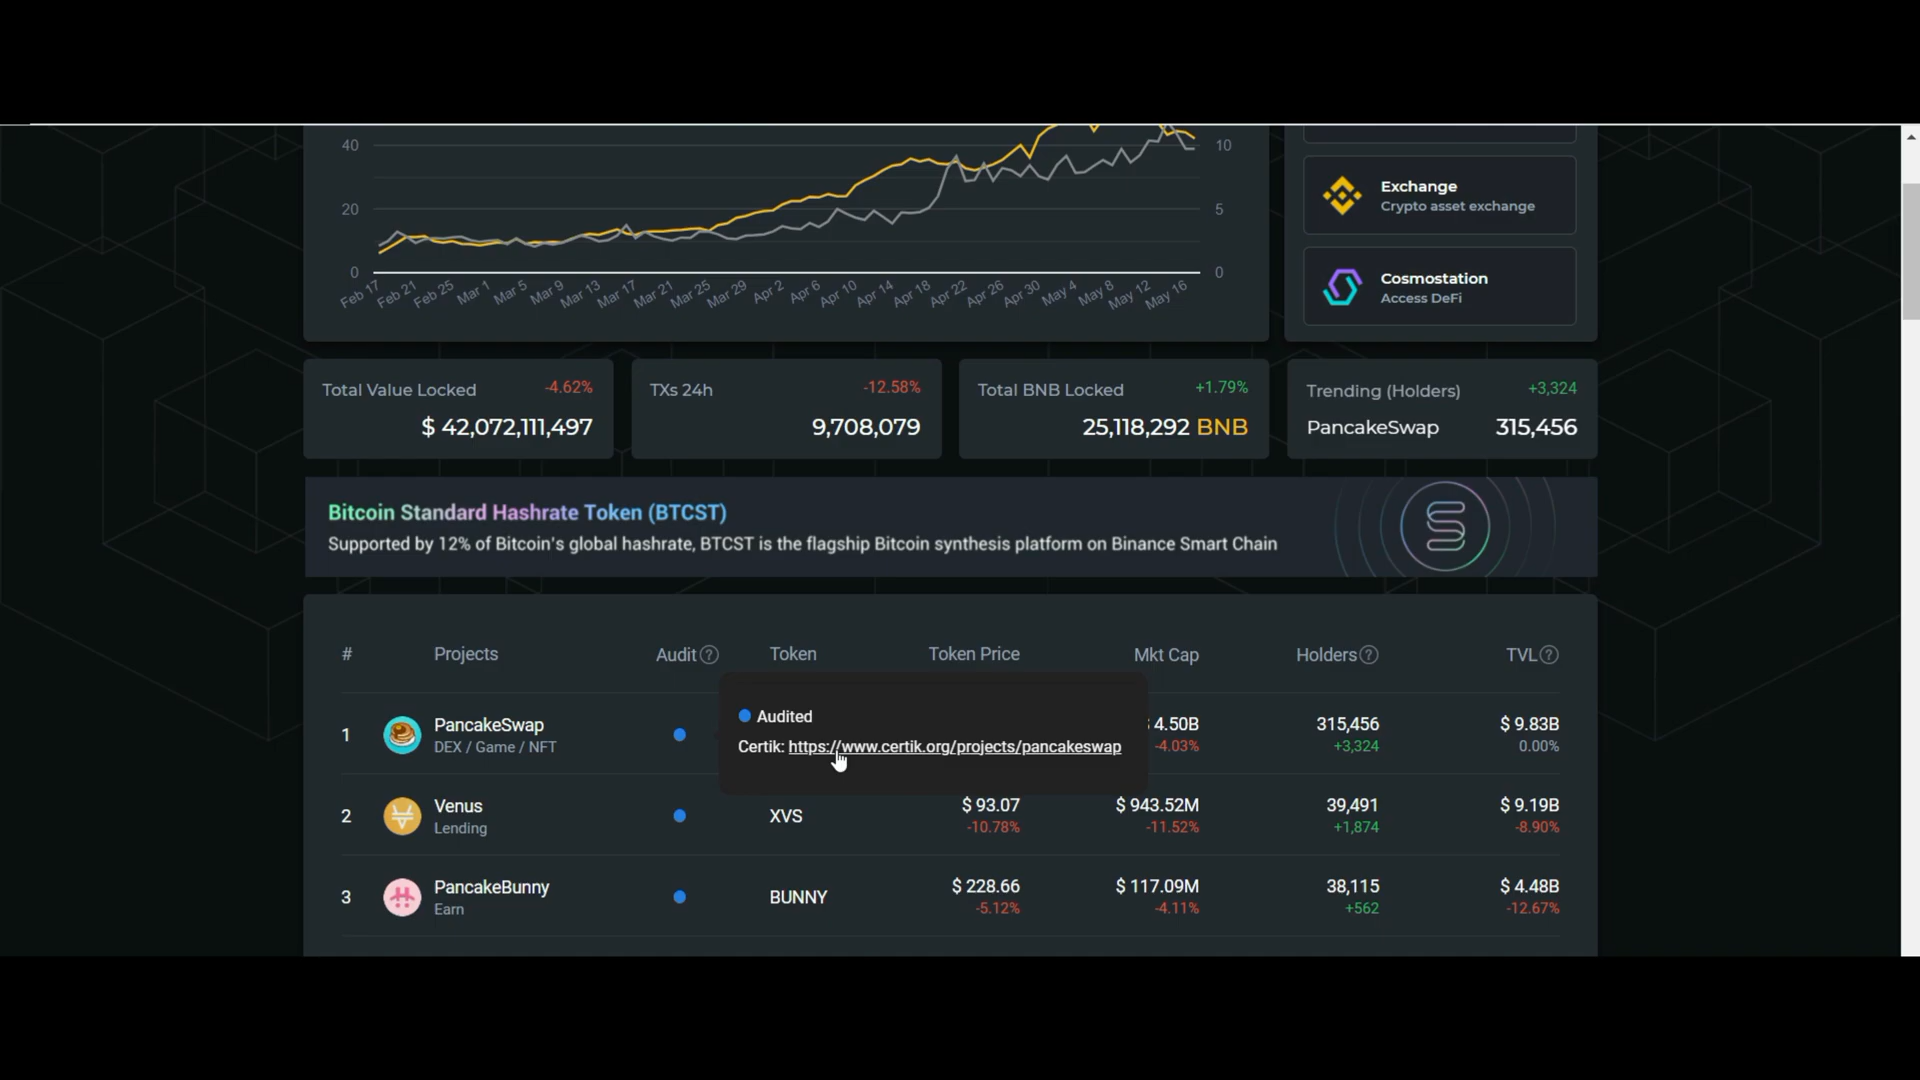 40
20
0
10
5
0
Feb 17 Feb 21 Feb 25 Mar 1 Mar 5 Mar 9 Mar 13 Mar 17 Mar 21 Mar 25 Mar 29 Apr 2 Apr 6 Apr 10 Apr 14 Apr 18 Apr 22 Apr 26 Apr 30 May 4 May 8 May 12 May 16
Exchange
Crypto asset exchange
Cosmostation
Access DeFi
Total Value Locked -4.62%
$ 42,072,111,497
TXs 24h -12.58%
9,708,079
Total BNB Locked +1.79%
25,118,292 BNB
Trending (Holders) +3,324
PancakeSwap 315,456
Bitcoin Standard Hashrate Token (BTCST)
Supported by 12% of Bitcoin's global hashrate, BTCST is the flagship Bitcoin synthesis platform on Binance Smart Chain
# Projects Audit ? Token Token Price Mkt Cap Holders ? TVL ?
Audited
Certik: https://www.certik.org/projects/pancakeswap
1 PancakeSwap 4.50B 315,456 $ 9.83B
DEX / Game / NFT -4.03% +3,324 0.00%
2 Venus XVS $ 93.07 $ 943.52M 39,491 $ 9.19B
Lending -10.78% -11.52% +1,874 -8.90%
3 PancakeBunny BUNNY $ 228.66 $ 117.09M 38,115 $ 4.48B
Earn -5.12% -4.11% +562 -12.67%